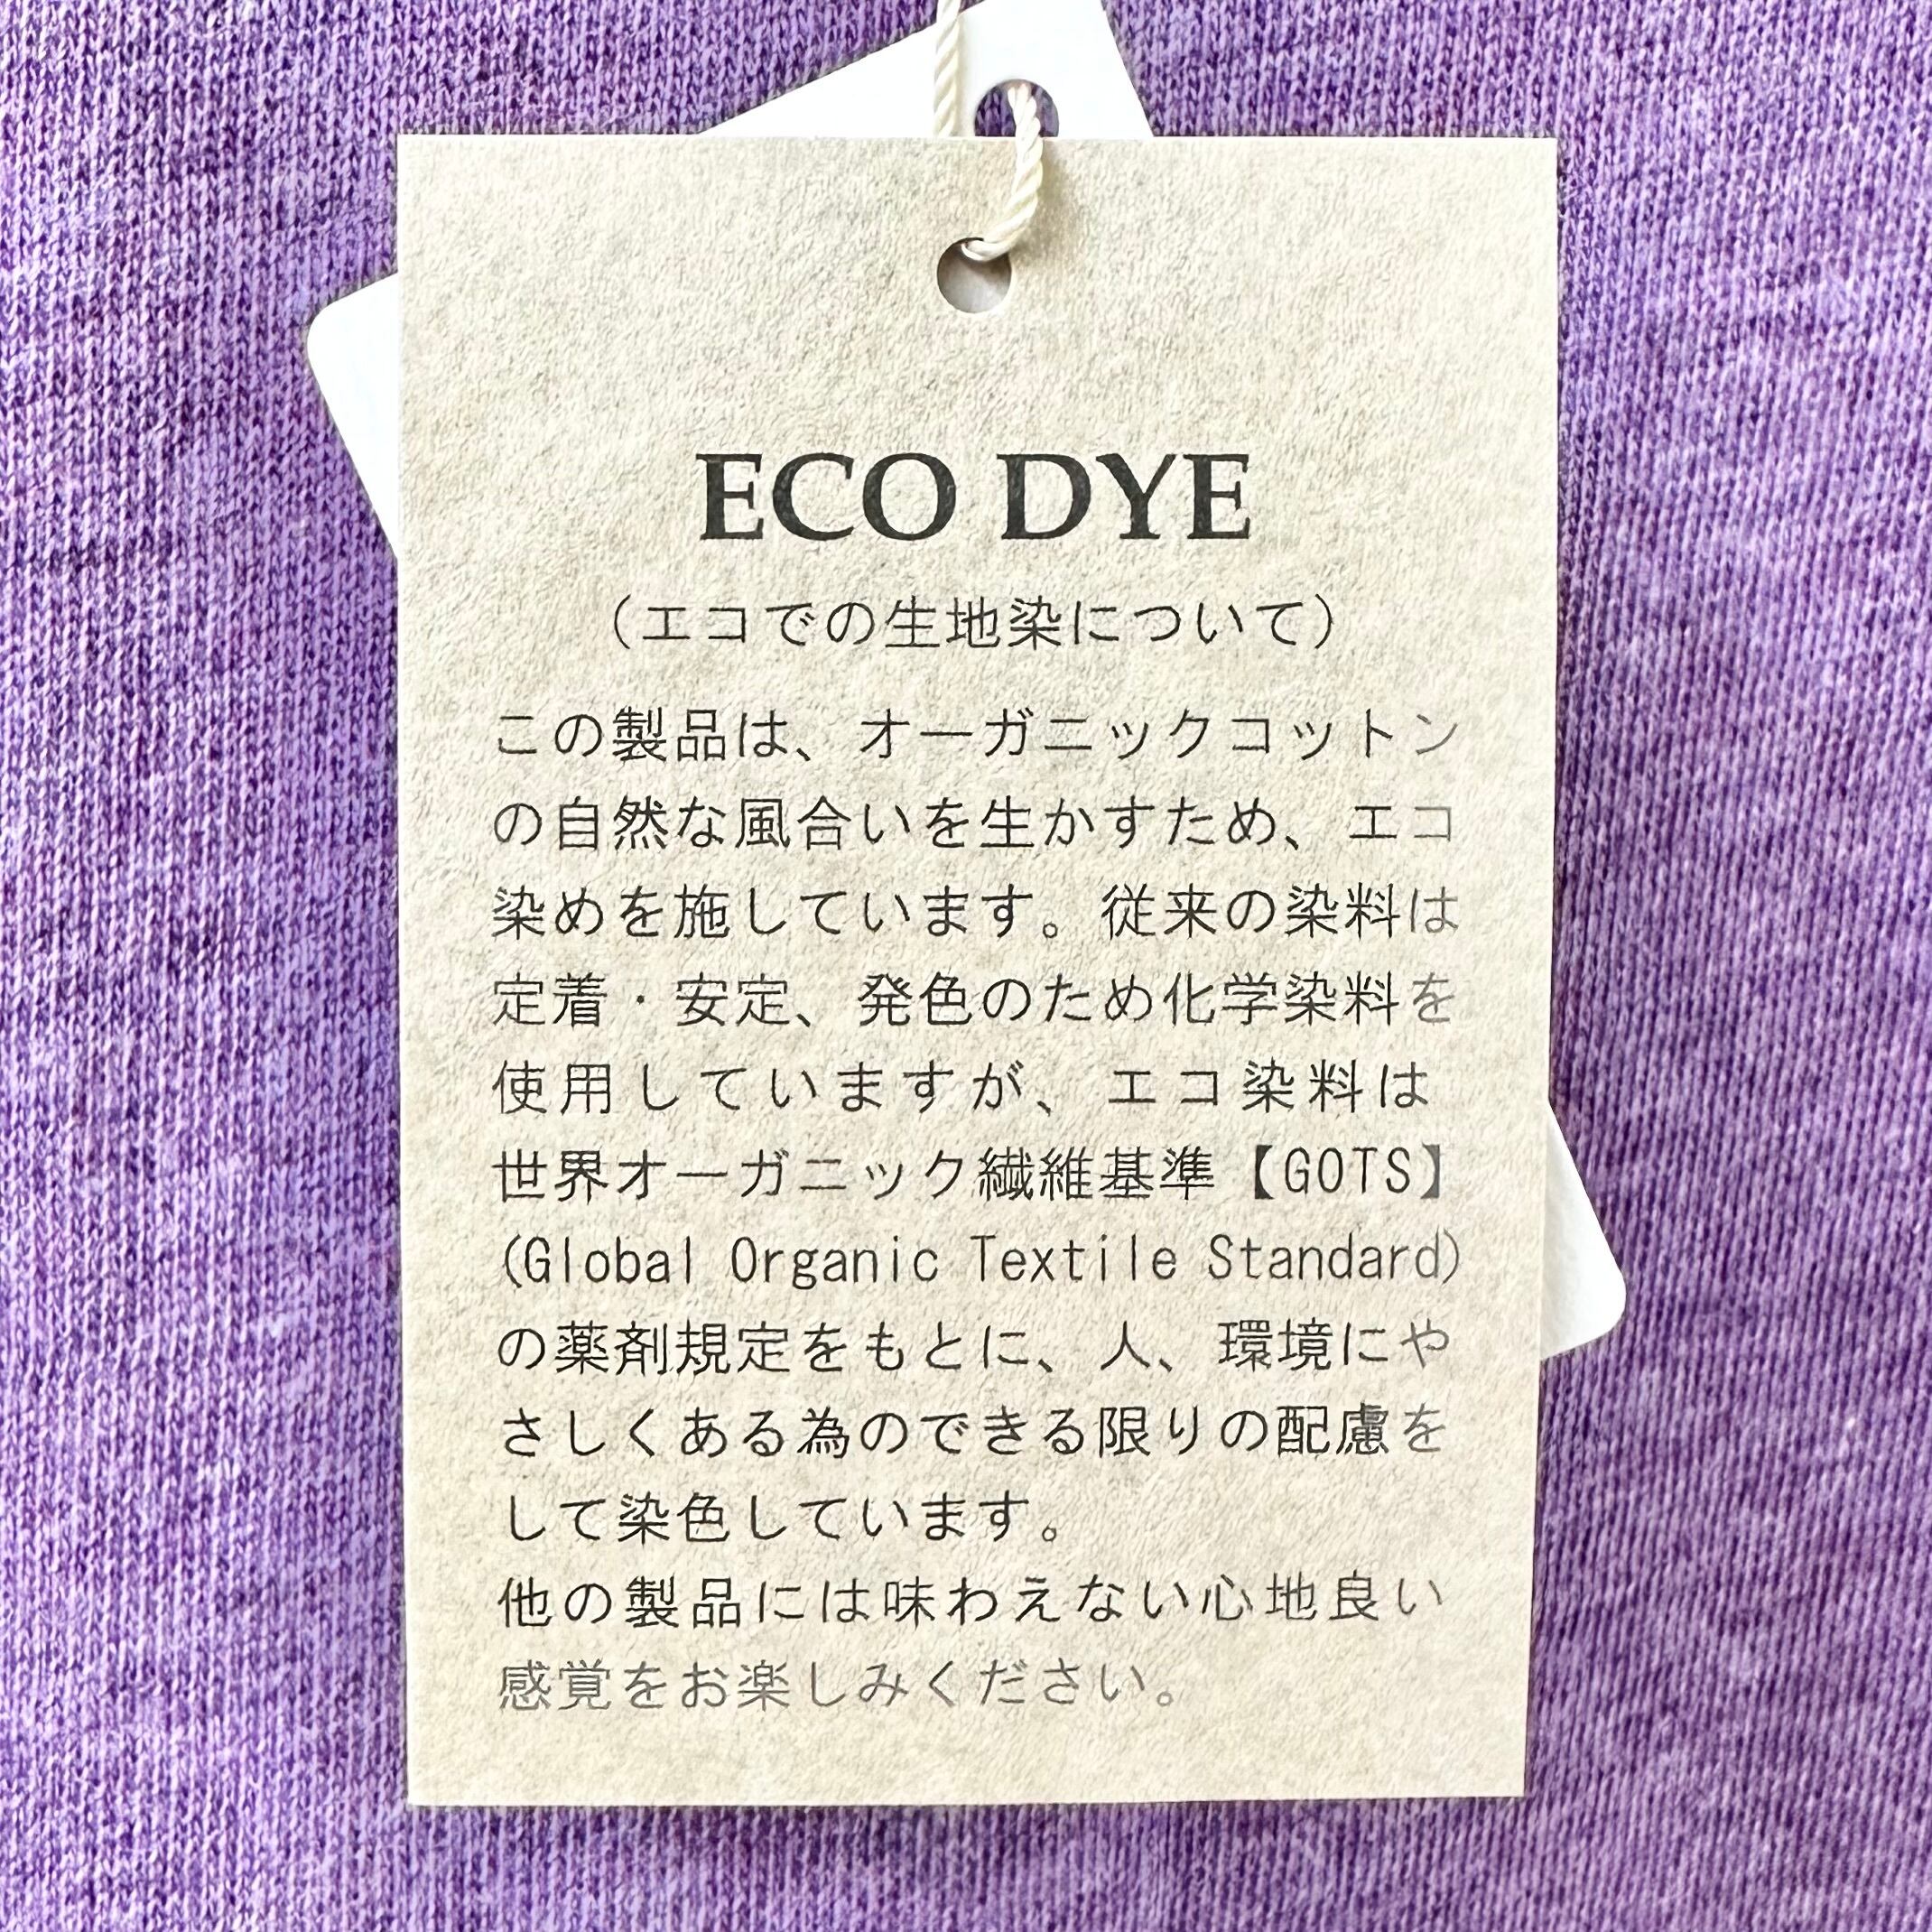 ECO DYE
（エコでの生地染について）
この製品は、オーガニックコットン
の自然な風合いを生かすため、エコ
染めを施しています。従来の染料は
定着・安定、発色のため化学染料を
使用していますが、エコ染料は
世界オーガニック繊維基準【GOTS】
(Global Organic Textile Standard)
の薬剤規定をもとに、人、環境にや
さしくある為のできる限りの配慮を
して染色しています。
他の製品には味わえない心地良い
感覚をお楽しみください。